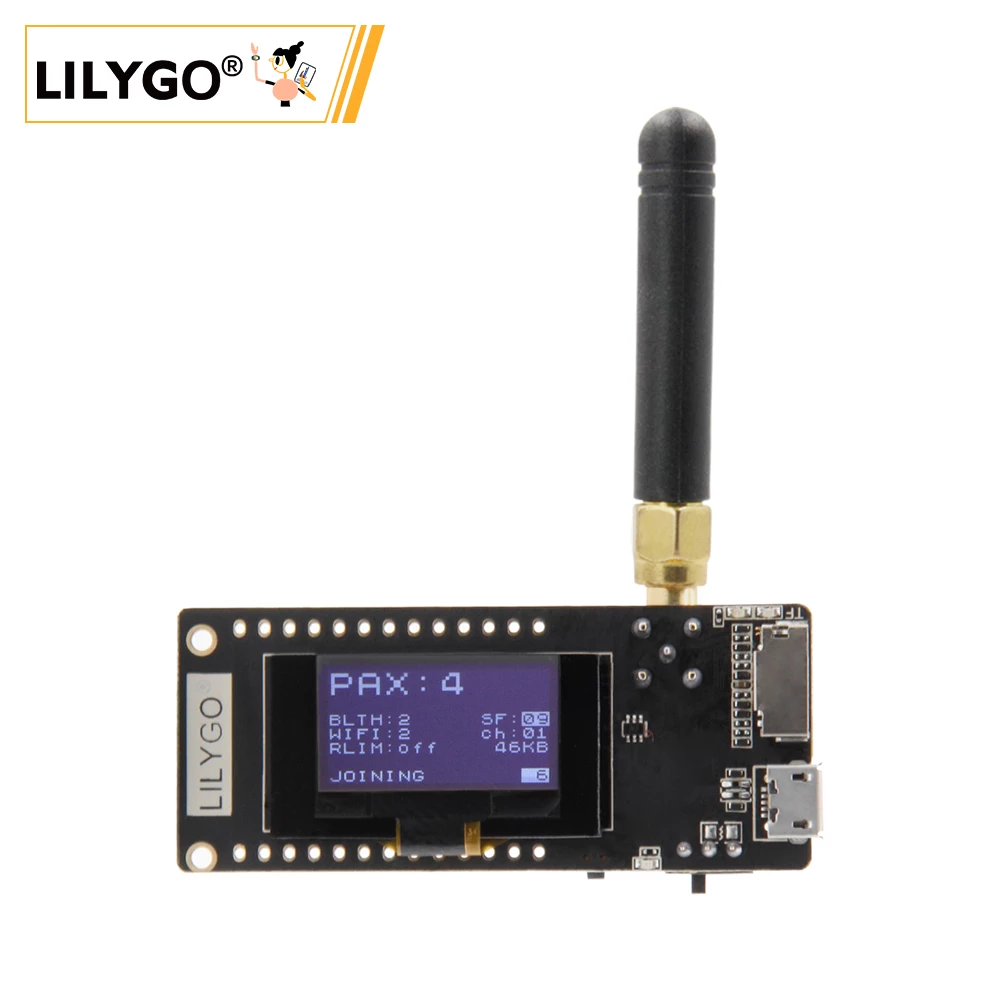 LILYGO®
TF
PAX:4
BLTH:2 SF:09
WIFI:2 ch:01
RLIM:off 46KB
JOINING 6
LILYGO®